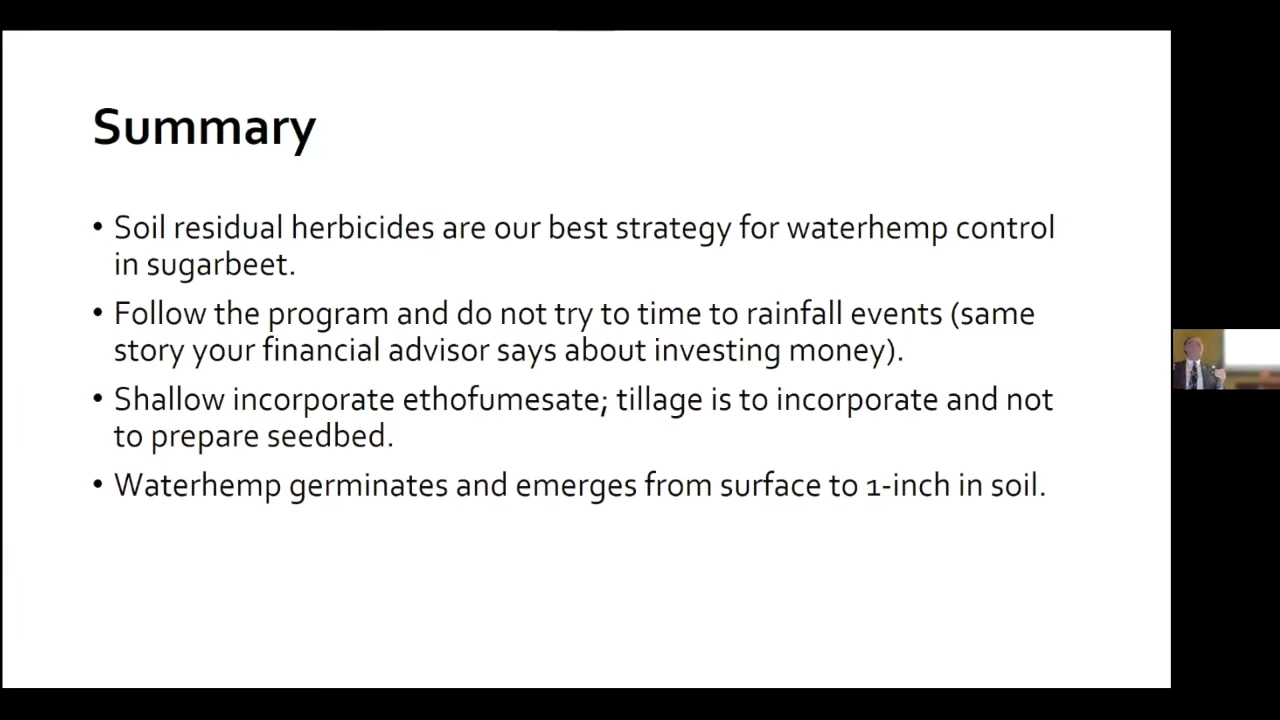 Summary
• Soil residual herbicides are our best strategy for waterhemp control
in sugarbeet.
• Follow the program and do not try to time to rainfall events (same
story your financial advisor says about investing money).
• Shallow incorporate ethofumesate; tillage is to incorporate and not
to prepare seedbed.
• Waterhemp germinates and emerges from surface to 1-inch in soil.